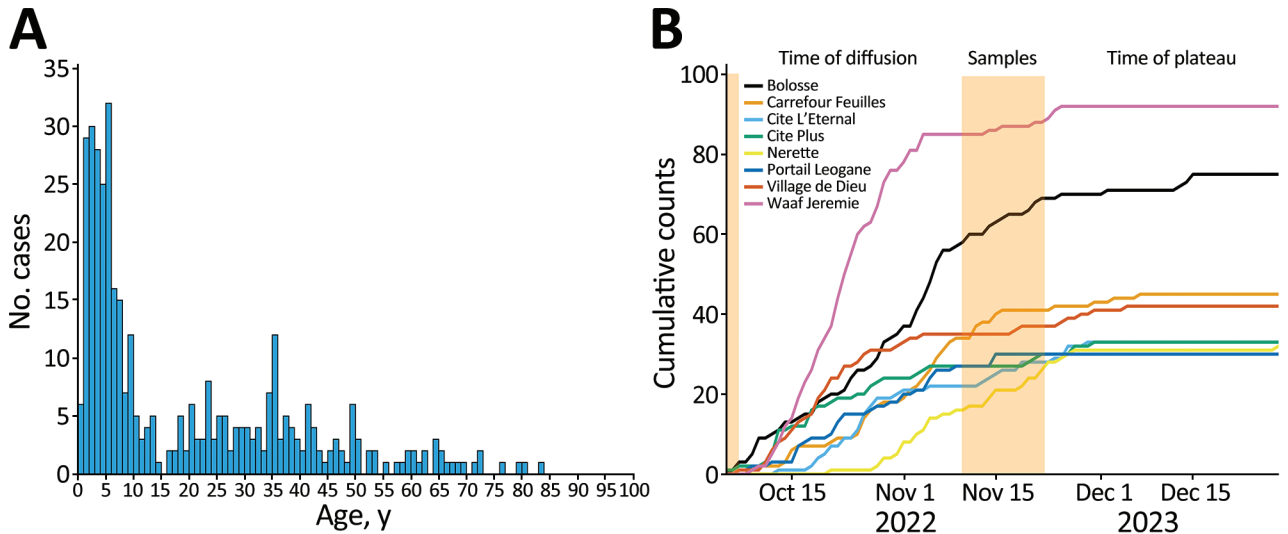 A
No. cases
35
30
25
20
15
10
5
0
0 5 10 15 20 25 30 35 40 45 50 55 60 65 70 75 80 85 90 95 100
Age, y
B
Time of diffusion Samples Time of plateau
Cumulative counts
100
80
60
40
20
0
Bolosse
Carrefour Feuilles
Cite L'Eternal
Cite Plus
Nerette
Portail Leogane
Village de Dieu
Waaf Jeremie
Oct 15 Nov 1 Nov 15 Dec 1 Dec 15
2022 2023